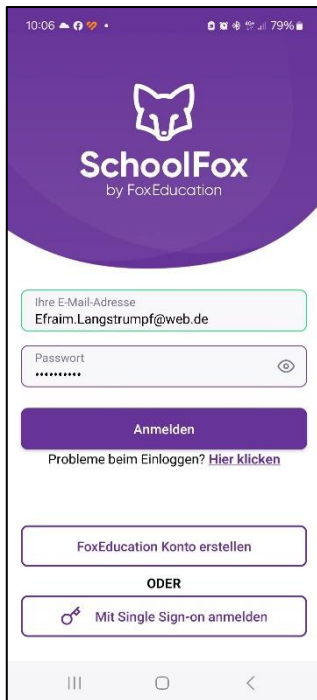 10:06 79%
SchoolFox
by FoxEducation
Ihre E-Mail-Adresse
Efraim.Langstrumpf@web.de
Passwort
••••••••••
Anmelden
Probleme beim Einloggen? Hier klicken
FoxEducation Konto erstellen
ODER
Mit Single Sign-on anmelden